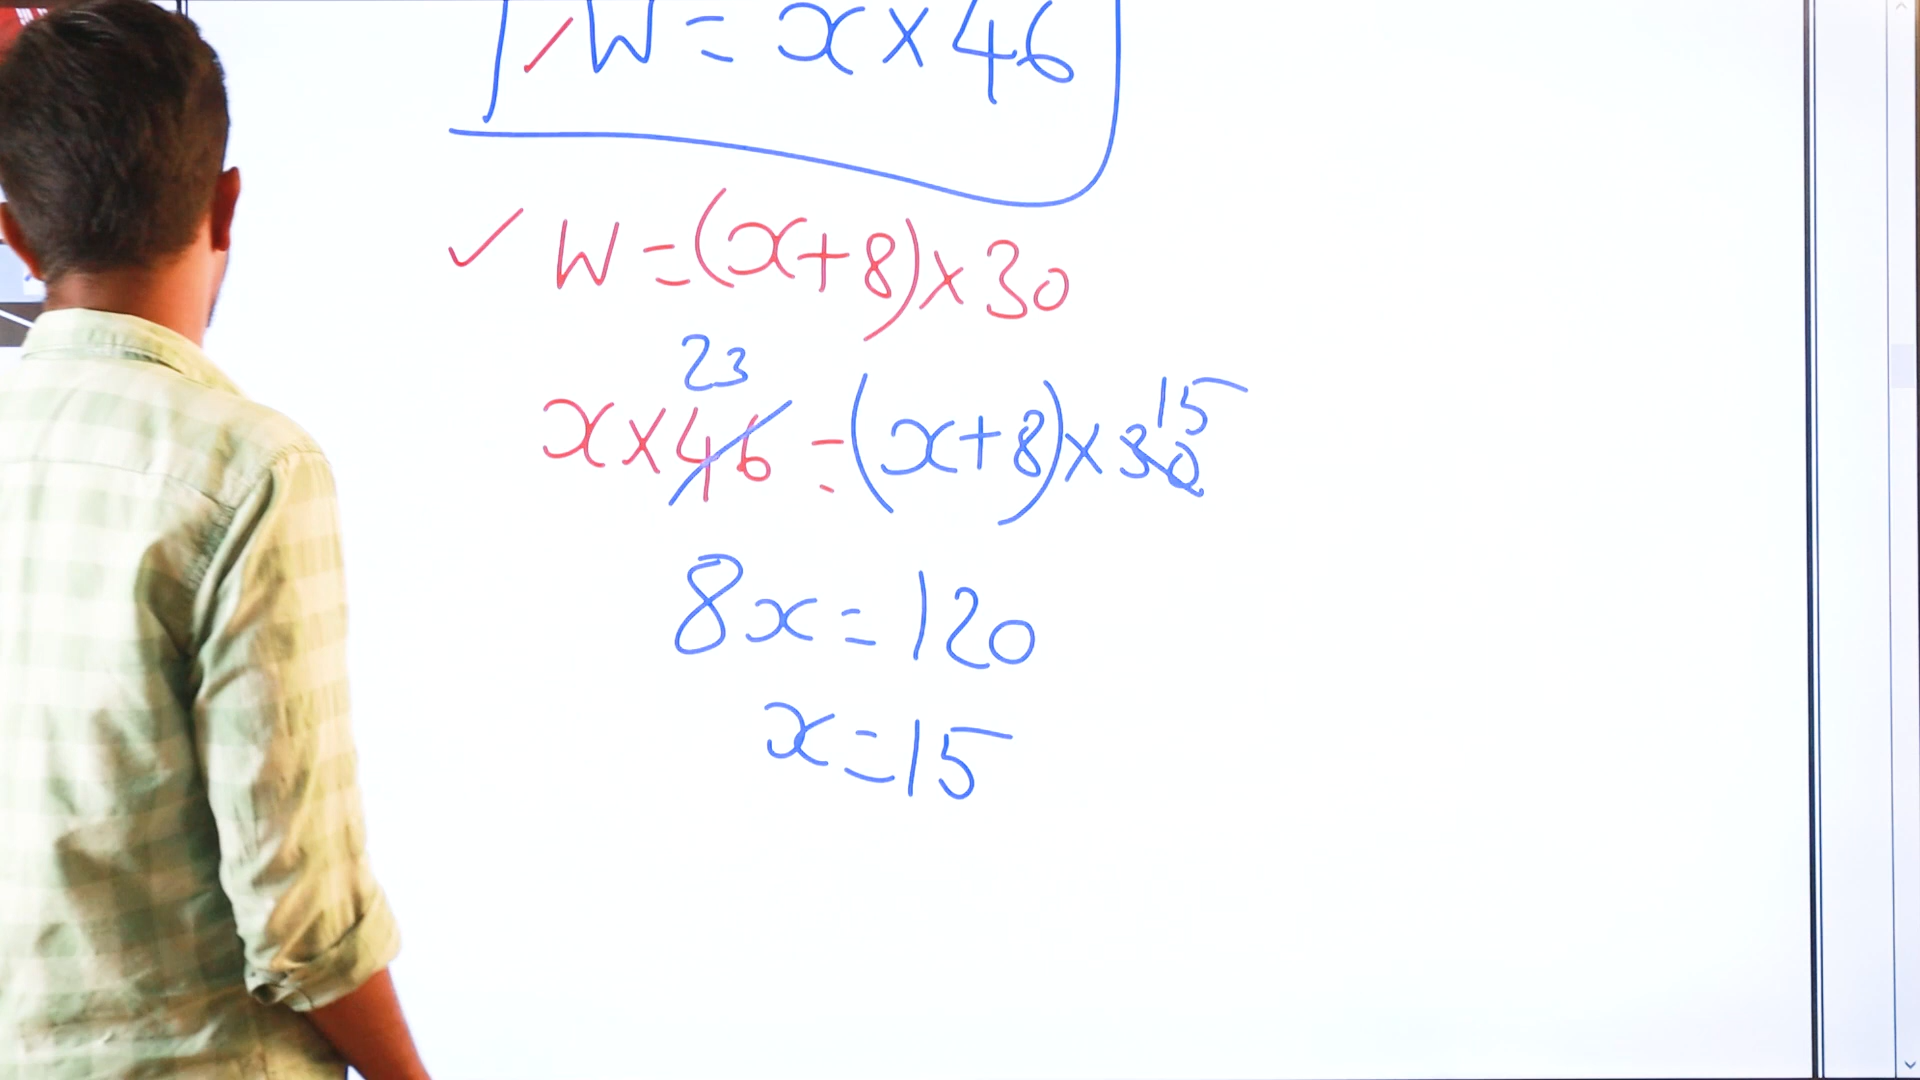 W = x × 46
W = (x+8) × 30
23
15
x × 46 = (x+8) × 30
8x = 120
x = 15